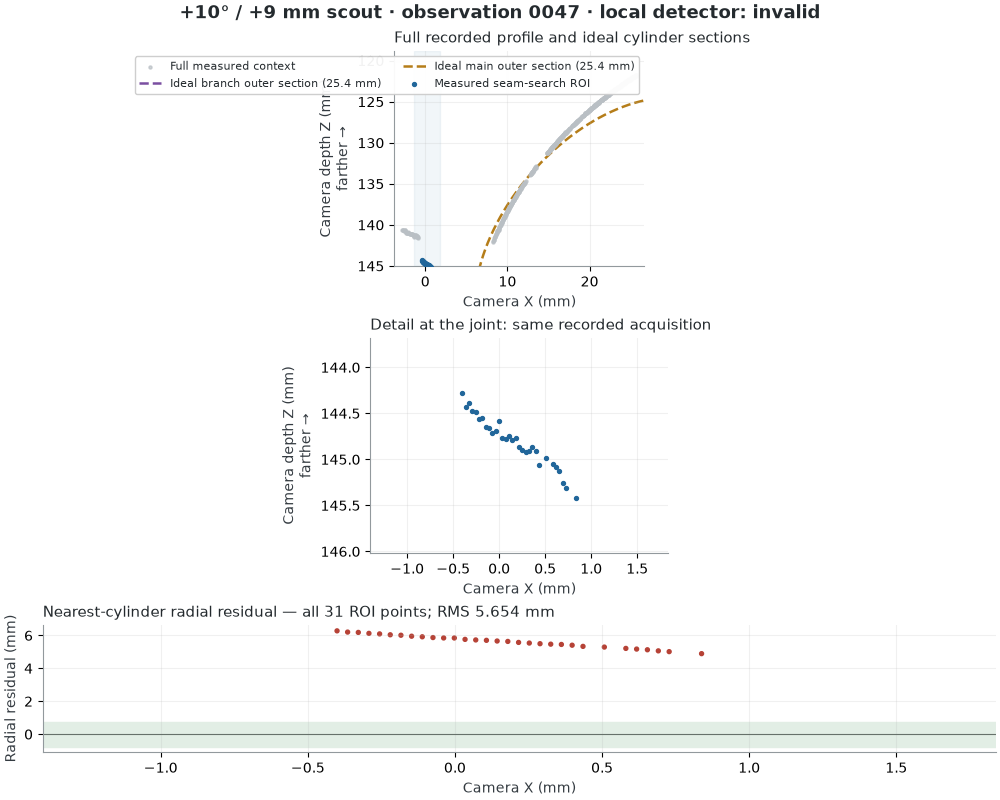 +10° / +9 mm scout · observation 0047 · local detector: invalid
Full recorded profile and ideal cylinder sections
Full measured context
Ideal branch outer section (25.4 mm)
Ideal main outer section (25.4 mm)
Measured seam-search ROI
120
125
130
135
140
145
Camera depth Z (mm)
farther →
0
10
20
Camera X (mm)
Detail at the joint: same recorded acquisition
144.0
144.5
145.0
145.5
146.0
Camera depth Z (mm)
farther →
−1.0
−0.5
0.0
0.5
1.0
1.5
Camera X (mm)
Nearest-cylinder radial residual — all 31 ROI points; RMS 5.654 mm
6
4
2
0
Radial residual (mm)
−1.0
−0.5
0.0
0.5
1.0
1.5
Camera X (mm)